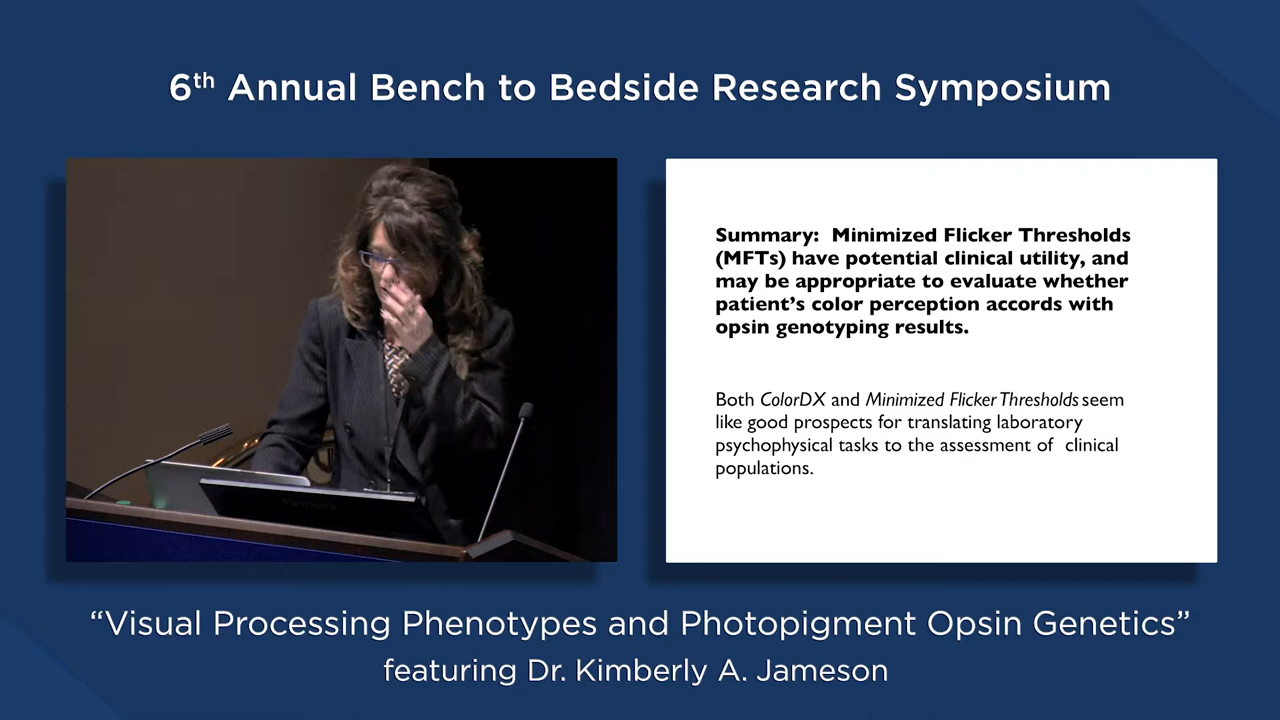 6th Annual Bench to Bedside Research Symposium
Summary: Minimized Flicker Thresholds
(MFTs) have potential clinical utility, and
may be appropriate to evaluate whether
patient's color perception accords with
opsin genotyping results.
Both ColorDX and Minimized Flicker Thresholds seem
like good prospects for translating laboratory
psychophysical tasks to the assessment of clinical
populations.
“Visual Processing Phenotypes and Photopigment Opsin Genetics”
featuring Dr. Kimberly A. Jameson